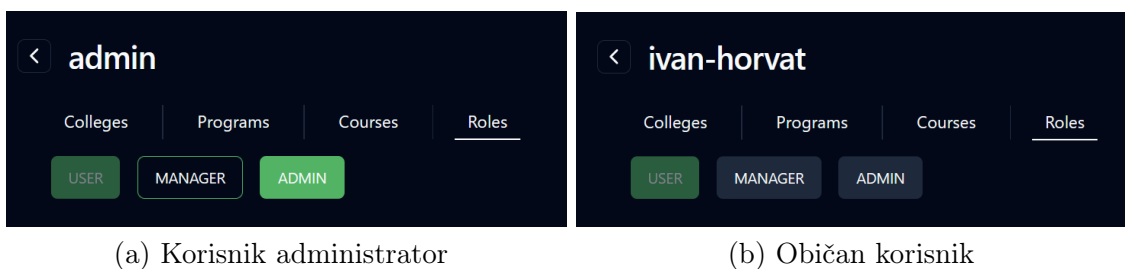 admin
Colleges Programs Courses Roles
USER MANAGER ADMIN
(a) Korisnik administrator
ivan-horvat
Colleges Programs Courses Roles
USER MANAGER ADMIN
(b) Običan korisnik